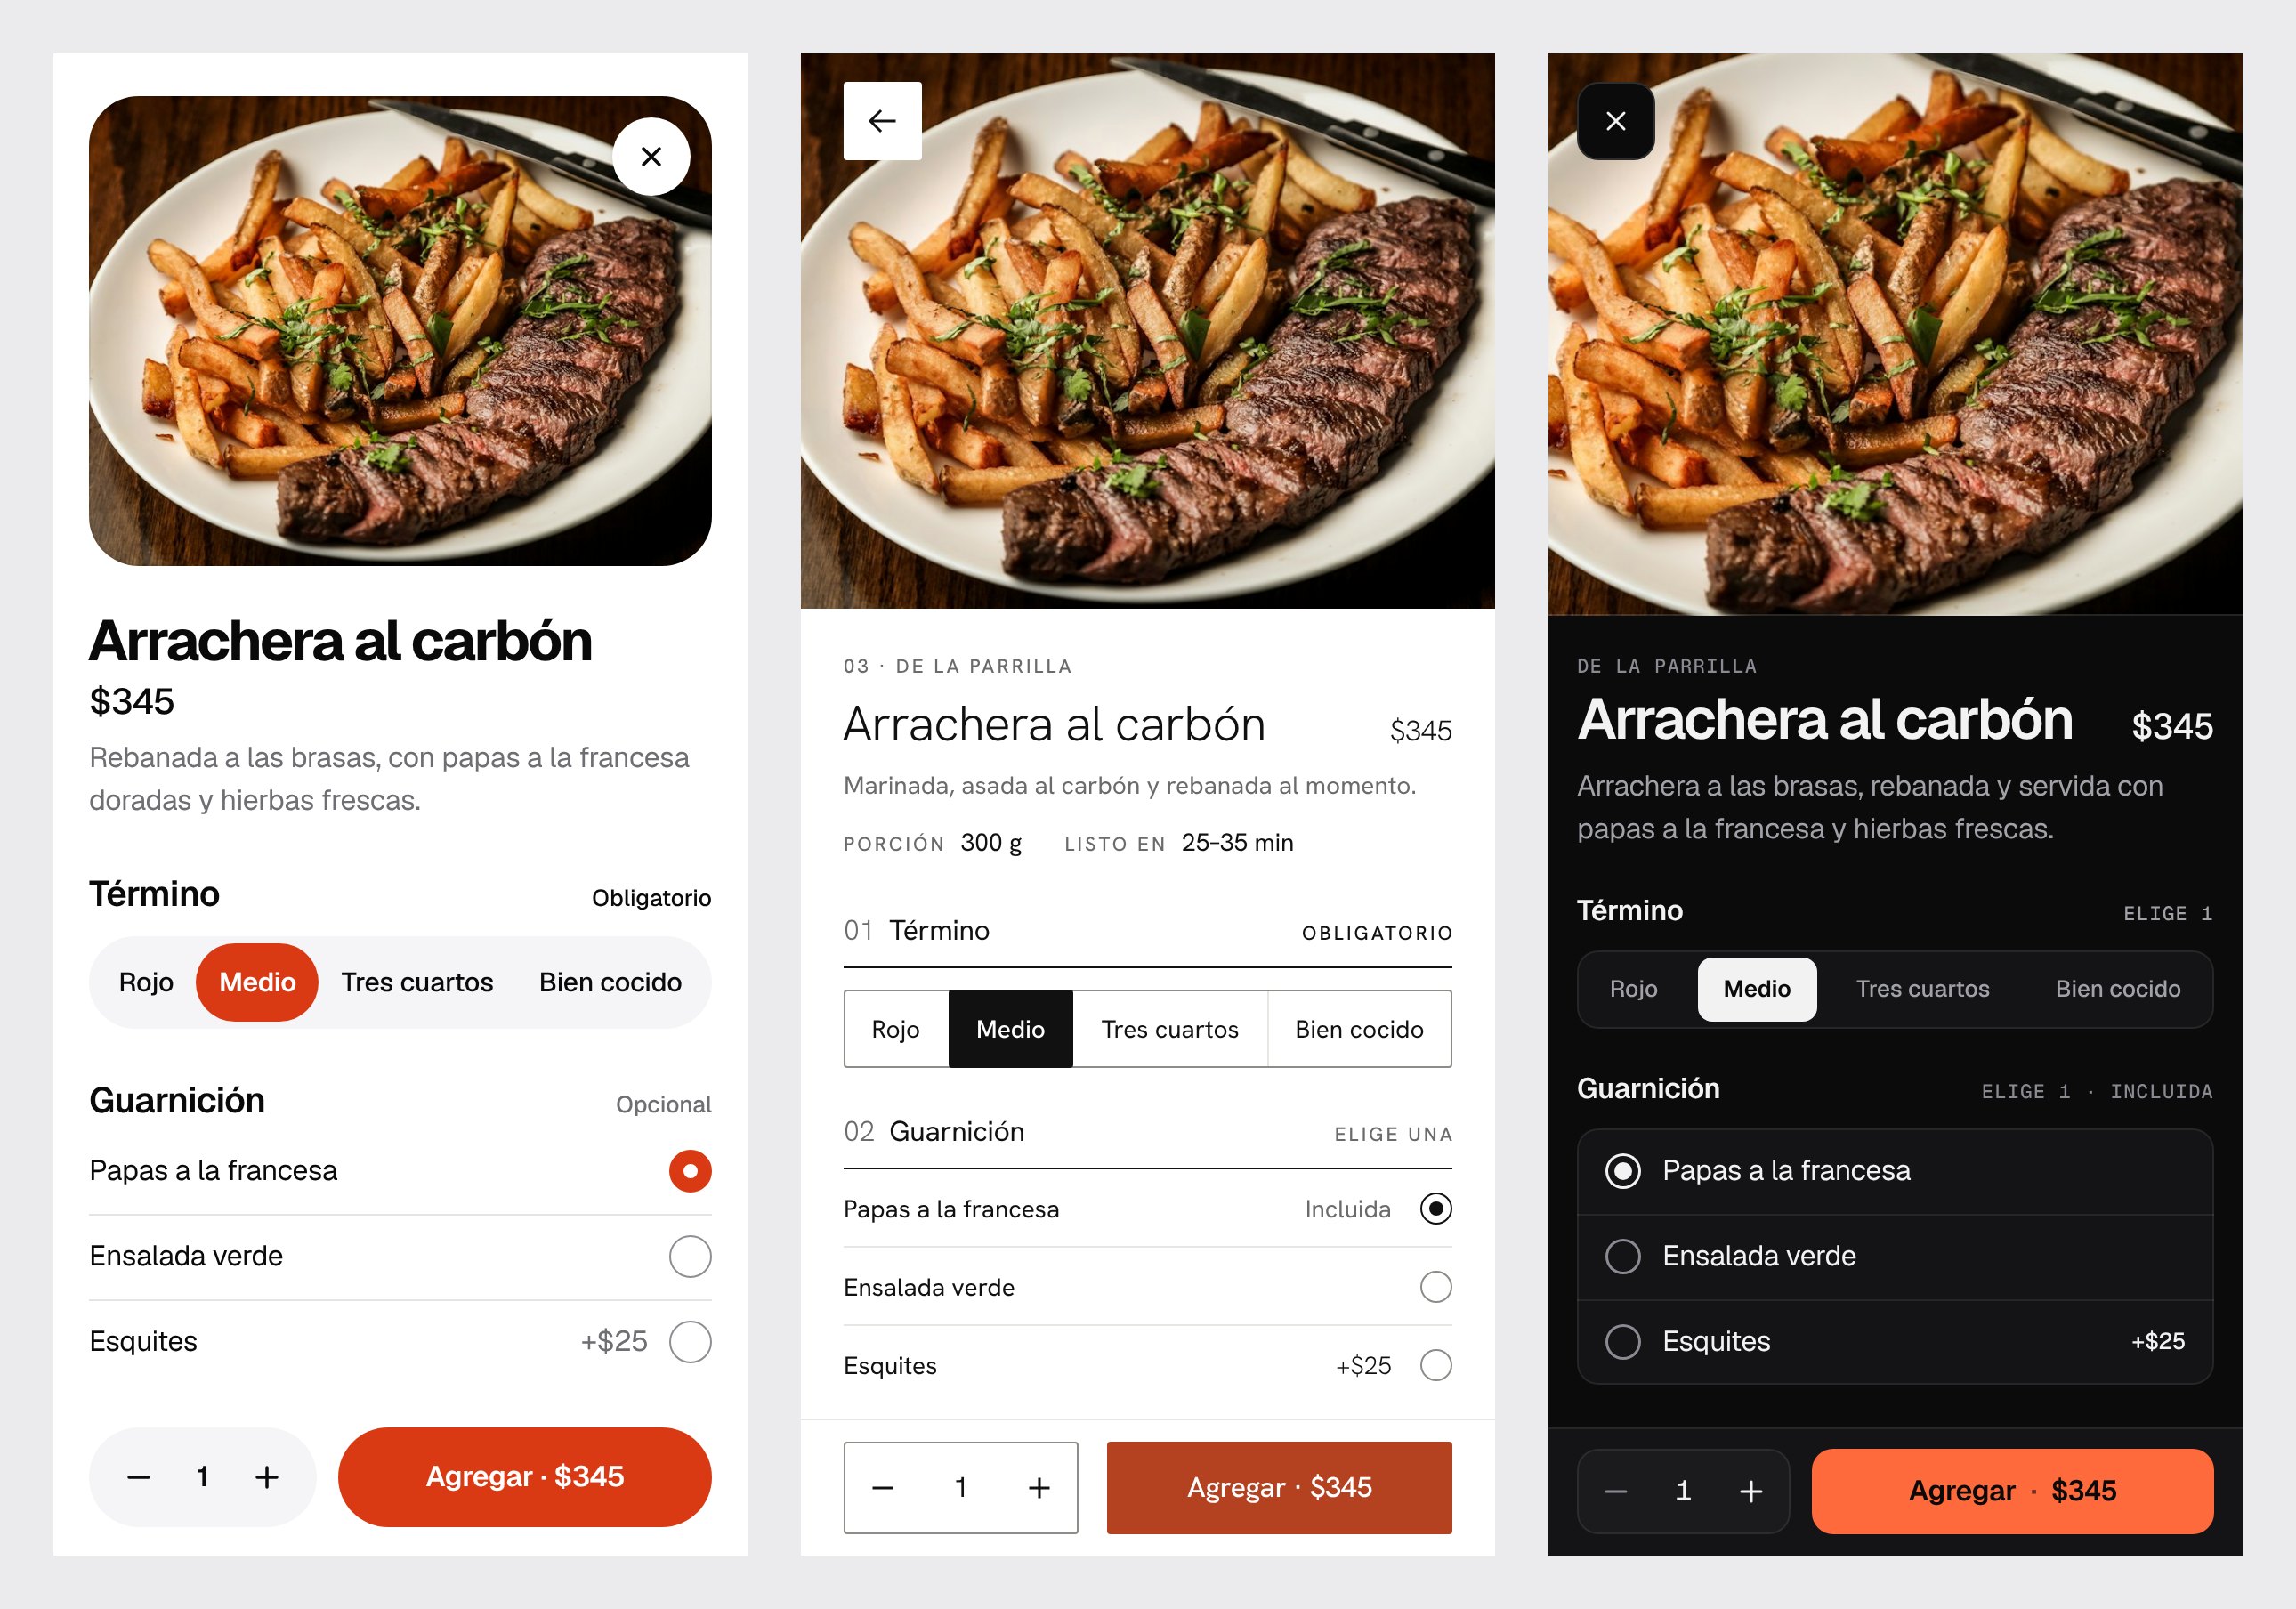 Arrachera al carbón
$345
Rebanada a las brasas, con papas a la francesa
doradas y hierbas frescas.
Término Obligatorio
Rojo Medio Tres cuartos Bien cocido
Guarnición Opcional
Papas a la francesa
Ensalada verde
Esquites +$25
− 1 + Agregar · $345
03 · DE LA PARRILLA
Arrachera al carbón $345
Marinada, asada al carbón y rebanada al momento.
PORCIÓN 300 g LISTO EN 25–35 min
01 Término OBLIGATORIO
Rojo Medio Tres cuartos Bien cocido
02 Guarnición ELIGE UNA
Papas a la francesa Incluida
Ensalada verde
Esquites +$25
− 1 + Agregar · $345
DE LA PARRILLA
Arrachera al carbón $345
Arrachera a las brasas, rebanada y servida con
papas a la francesa y hierbas frescas.
Término ELIGE 1
Rojo Medio Tres cuartos Bien cocido
Guarnición ELIGE 1 · INCLUIDA
Papas a la francesa
Ensalada verde
Esquites +$25
− 1 + Agregar · $345